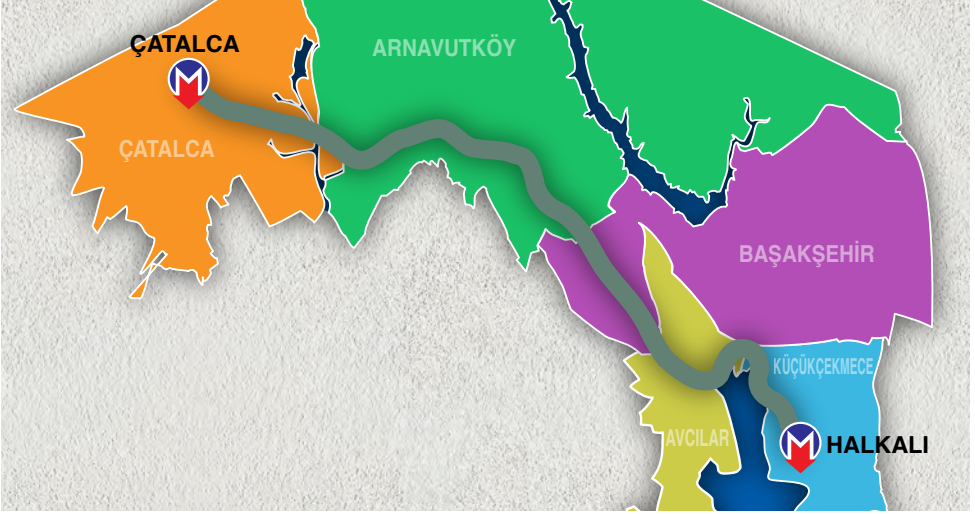 ÇATALCA
ARNAVUTKÖY
ÇATALCA
BAŞAKŞEHİR
KÜÇÜKÇEKMECE
AVCILAR
HALKALI